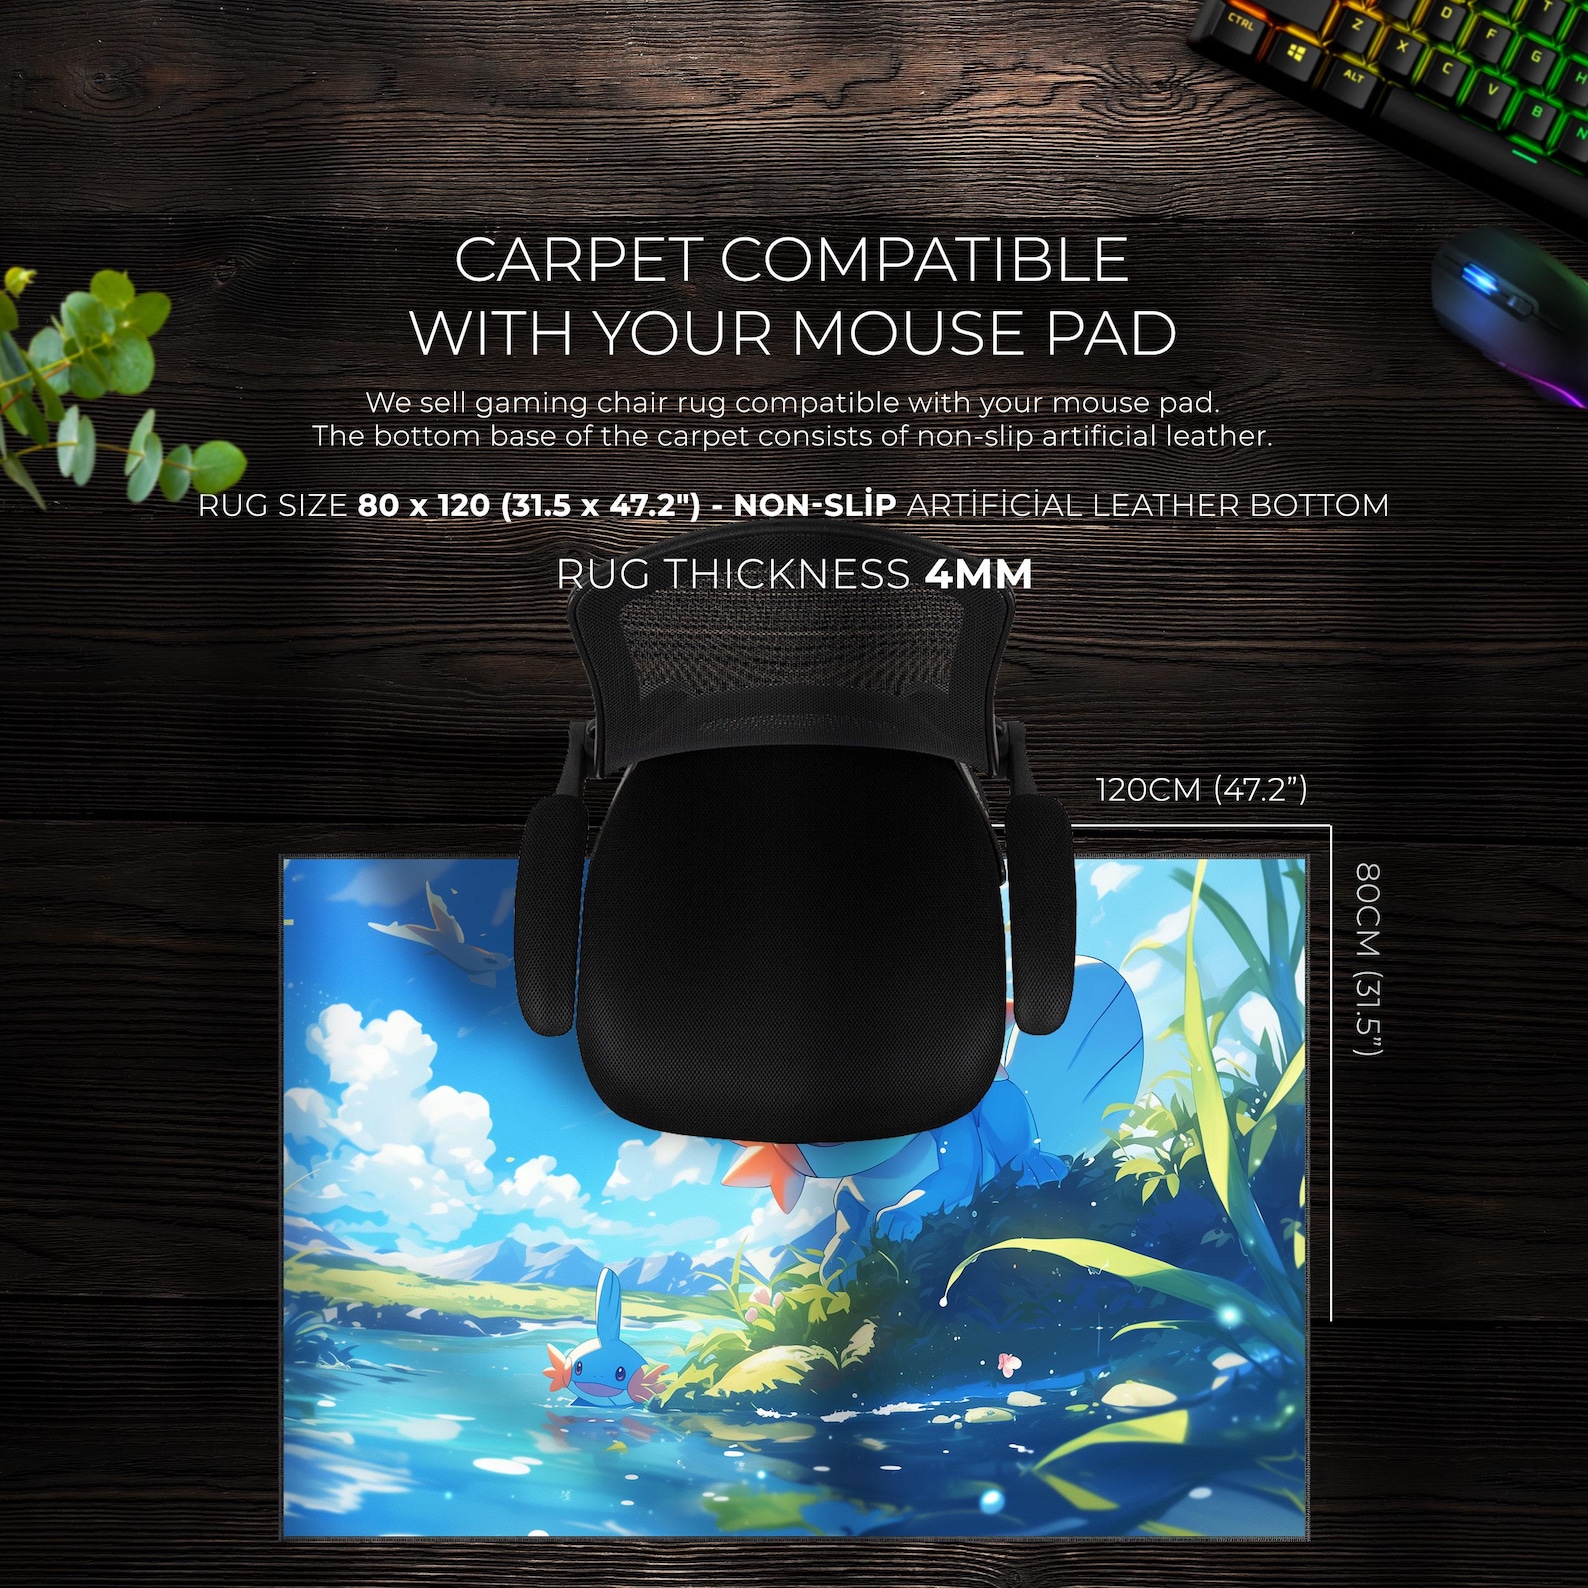 CTRL
ALT
Z
X
C
V
B
N
D
F
G
H
T
CARPET COMPATIBLE
WITH YOUR MOUSE PAD
We sell gaming chair rug compatible with your mouse pad.
The bottom base of the carpet consists of non-slip artificial leather.
RUG SIZE 80 x 120 (31.5 x 47.2") - NON-SLİP ARTİFİCİAL LEATHER BOTTOM
RUG THICKNESS 4MM
120CM (47.2”)
80CM (31.5”)